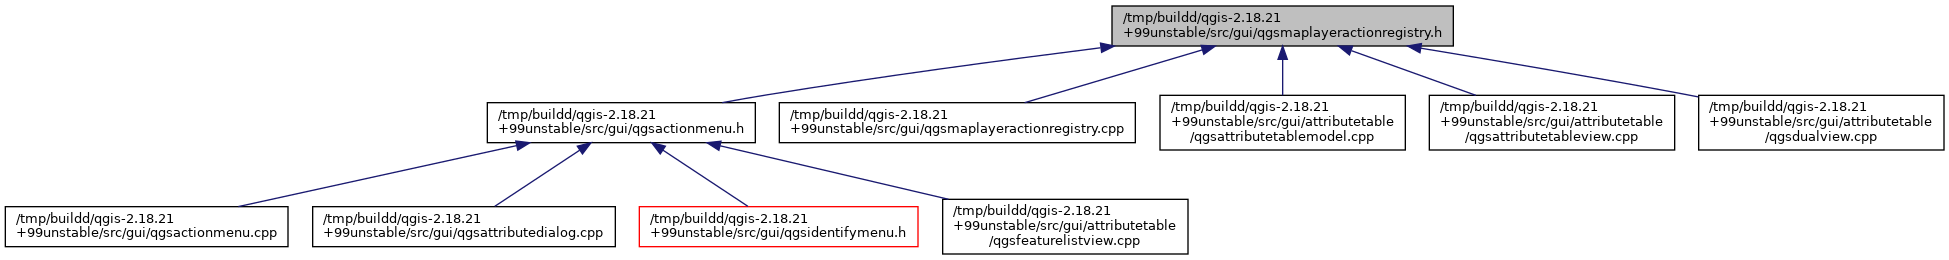 /tmp/buildd/qgis-2.18.21
+99unstable/src/gui/qgsmaplayeractionregistry.h
/tmp/buildd/qgis-2.18.21
+99unstable/src/gui/qgsactionmenu.h
/tmp/buildd/qgis-2.18.21
+99unstable/src/gui/qgsmaplayeractionregistry.cpp
/tmp/buildd/qgis-2.18.21
+99unstable/src/gui/attributetable
/qgsattributetablemodel.cpp
/tmp/buildd/qgis-2.18.21
+99unstable/src/gui/attributetable
/qgsattributetableview.cpp
/tmp/buildd/qgis-2.18.21
+99unstable/src/gui/attributetable
/qgsdualview.cpp
/tmp/buildd/qgis-2.18.21
+99unstable/src/gui/qgsactionmenu.cpp
/tmp/buildd/qgis-2.18.21
+99unstable/src/gui/qgsattributedialog.cpp
/tmp/buildd/qgis-2.18.21
+99unstable/src/gui/qgsidentifymenu.h
/tmp/buildd/qgis-2.18.21
+99unstable/src/gui/attributetable
/qgsfeaturelistview.cpp